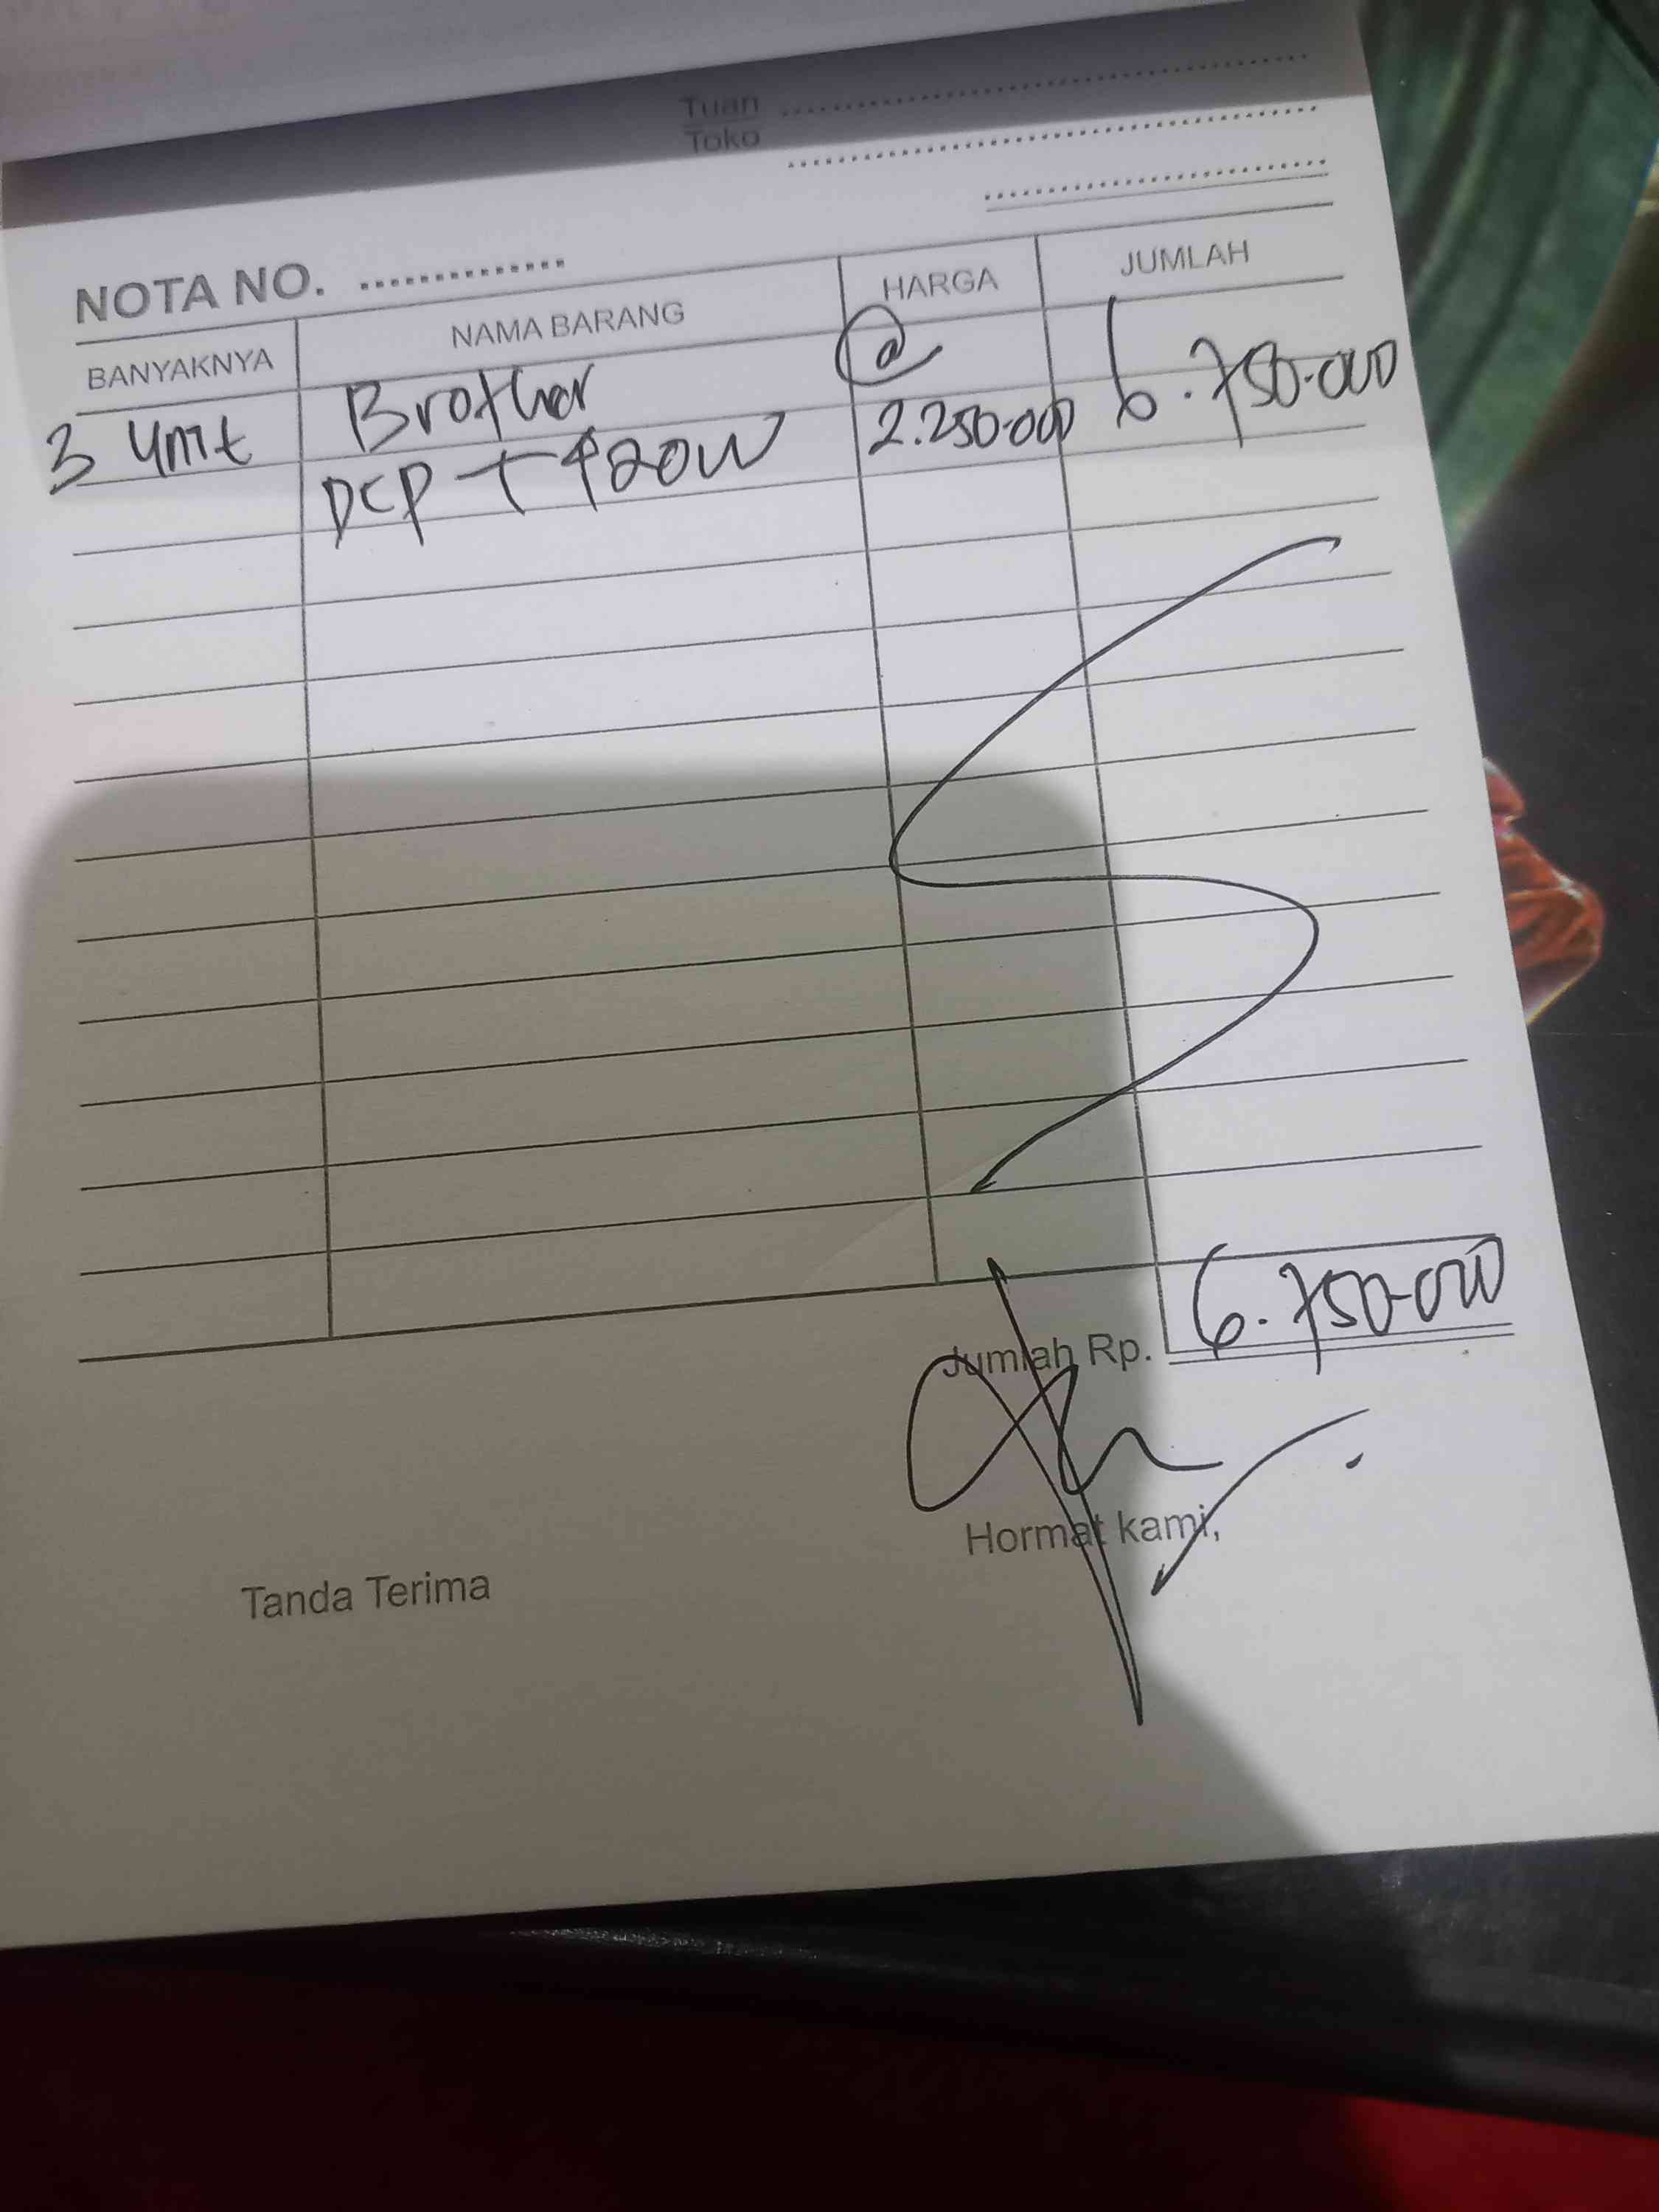 Tuan ..............................
Toko ..............................
..............................
NOTA NO. ..............
BANYAKNYA NAMA BARANG HARGA JUMLAH
3 Unit Brother @ 2.250.000 6.750.000
DCP T420W
Jumlah Rp. 6.750.000
Tanda Terima Hormat kami,